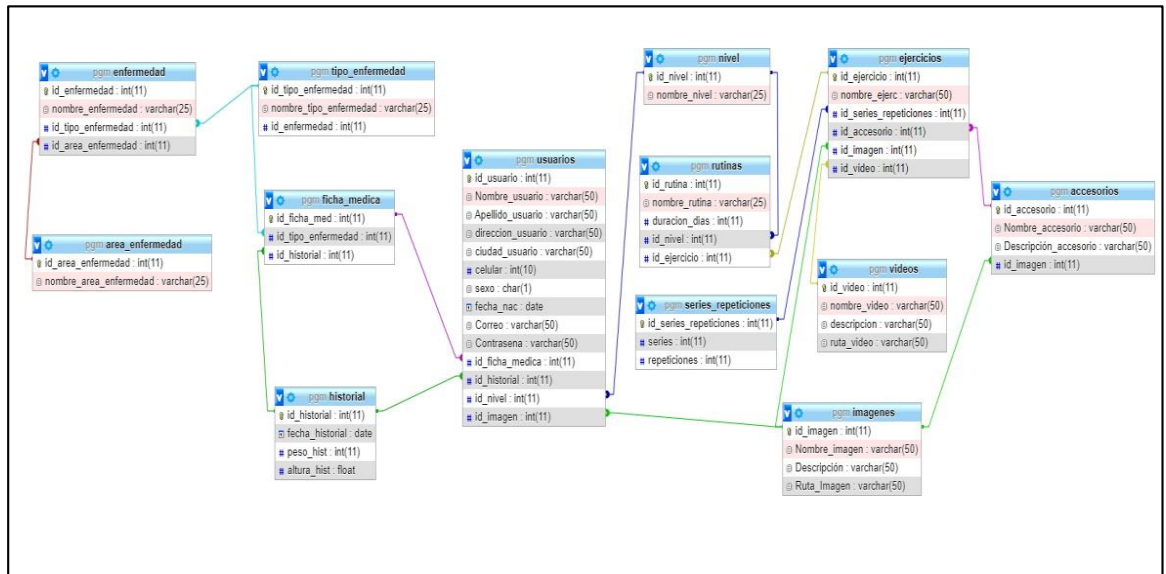 pgm enfermedad
id_enfermedad : int(11)
nombre_enfermedad : varchar(25)
id_tipo_enfermedad : int(11)
id_area_enfermedad : int(11)
pgm tipo_enfermedad
id_tipo_enfermedad : int(11)
nombre_tipo_enfermedad : varchar(25)
id_enfermedad : int(11)
pgm area_enfermedad
id_area_enfermedad : int(11)
nombre_area_enfermedad : varchar(25)
pgm ficha_medica
id_ficha_med : int(11)
id_tipo_enfermedad : int(11)
id_historial : int(11)
pgm historial
id_historial : int(11)
fecha_historial : date
peso_hist : int(11)
altura_hist : float
pgm usuarios
id_usuario : int(11)
Nombre_usuario : varchar(50)
Apellido_usuario : varchar(50)
direccion_usuario : varchar(50)
ciudad_usuario : varchar(50)
celular : int(10)
sexo : char(1)
fecha_nac : date
Correo : varchar(50)
Contrasena : varchar(50)
id_ficha_medica : int(11)
id_historial : int(11)
id_nivel : int(11)
id_imagen : int(11)
pgm nivel
id_nivel : int(11)
nombre_nivel : varchar(25)
pgm rutinas
id_rutina : int(11)
nombre_rutina : varchar(25)
duracion_dias : int(11)
id_nivel : int(11)
id_ejercicio : int(11)
pgm series_repeticiones
id_series_repeticiones : int(11)
series : int(11)
repeticiones : int(11)
pgm ejercicios
id_ejercicio : int(11)
nombre_ejerc : varchar(50)
id_series_repeticiones : int(11)
id_accesorio : int(11)
id_imagen : int(11)
id_video : int(11)
pgm videos
id_video : int(11)
nombre_video : varchar(50)
descripcion : varchar(50)
ruta_video : varchar(50)
pgm imagenes
id_imagen : int(11)
Nombre_imagen : varchar(50)
Descripción : varchar(50)
Ruta_Imagen : varchar(50)
pgm accesorios
id_accesorio : int(11)
Nombre_accesorio : varchar(50)
Descripción_accesorio : varchar(50)
id_imagen : int(11)